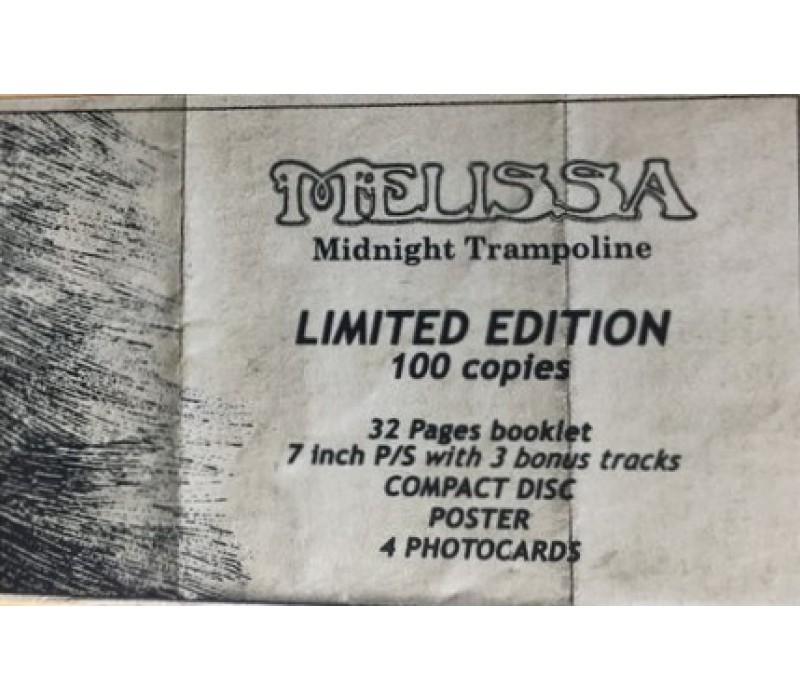 MELISSA
Midnight Trampoline
LIMITED EDITION
100 copies
32 Pages booklet
7 inch P/S with 3 bonus tracks
COMPACT DISC
POSTER
4 PHOTOCARDS